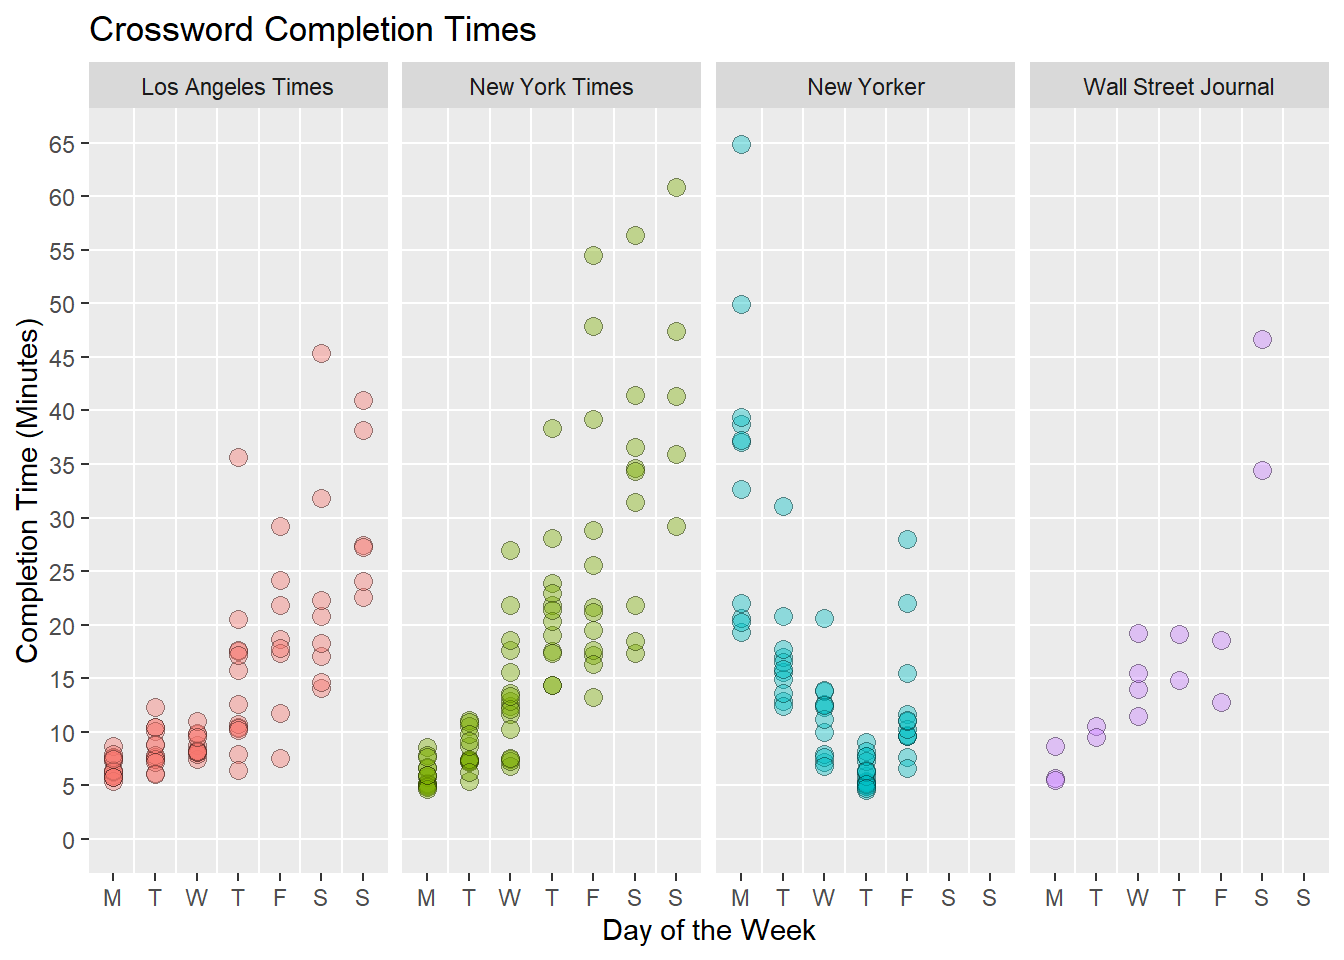 Crossword Completion Times
Los Angeles Times New York Times New Yorker Wall Street Journal
Completion Time (Minutes)
65
60
55
50
45
40
35
30
25
20
15
10
5
0
M T W T F S S M T W T F S S M T W T F S S M T W T F S S
Day of the Week